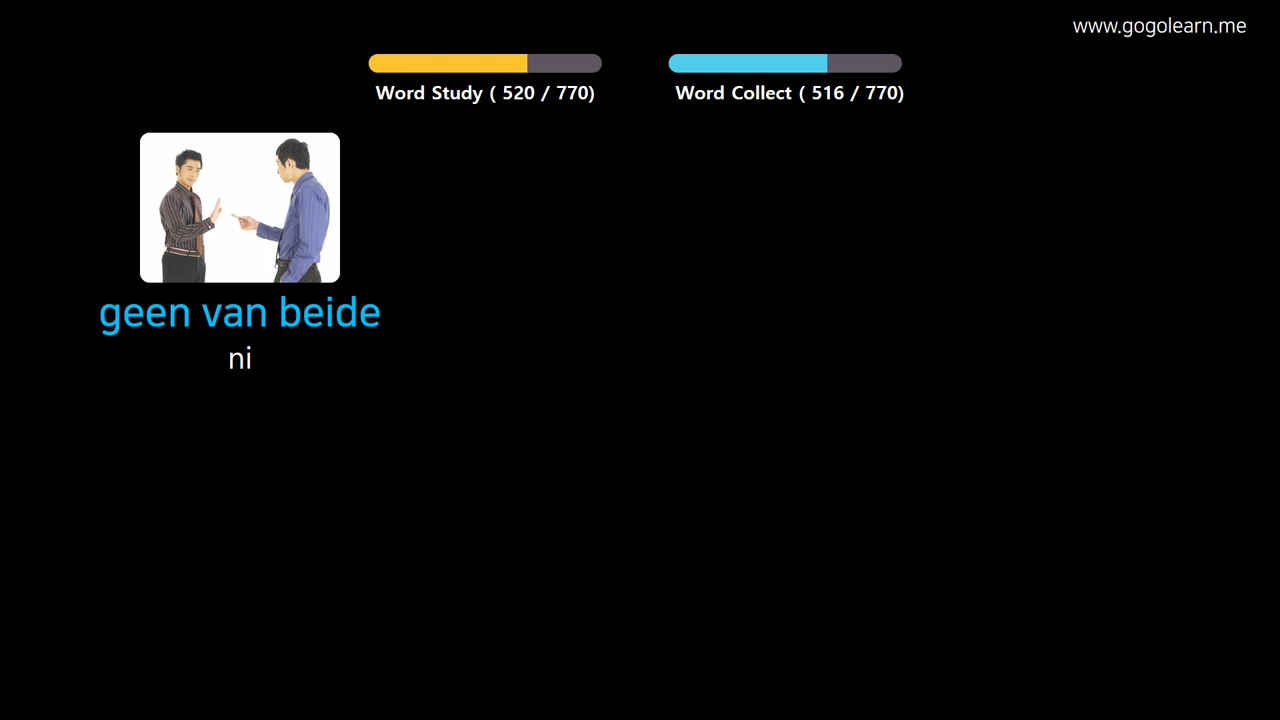 www.gogolearn.me
Word Study ( 520 / 770)
Word Collect ( 516 / 770)
geen van beide
ni